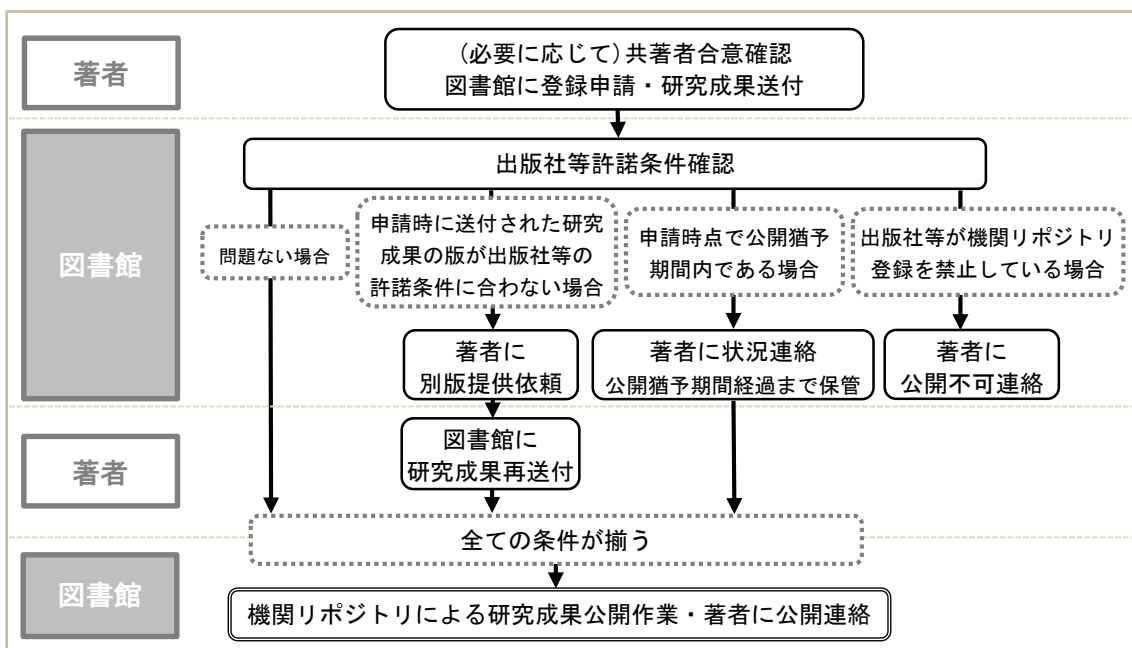 著者
(必要に応じて)共著者合意確認
図書館に登録申請・研究成果送付
図書館
出版社等許諾条件確認
問題ない場合
申請時に送付された研究
成果の版が出版社等の
許諾条件に合わない場合
申請時点で公開猶予
期間内である場合
出版社等が機関リポジトリ
登録を禁止している場合
著者に
別版提供依頼
著者に状況連絡
公開猶予期間経過まで保管
著者に
公開不可連絡
著者
図書館に
研究成果再送付
全ての条件が揃う
図書館
機関リポジトリによる研究成果公開作業・著者に公開連絡